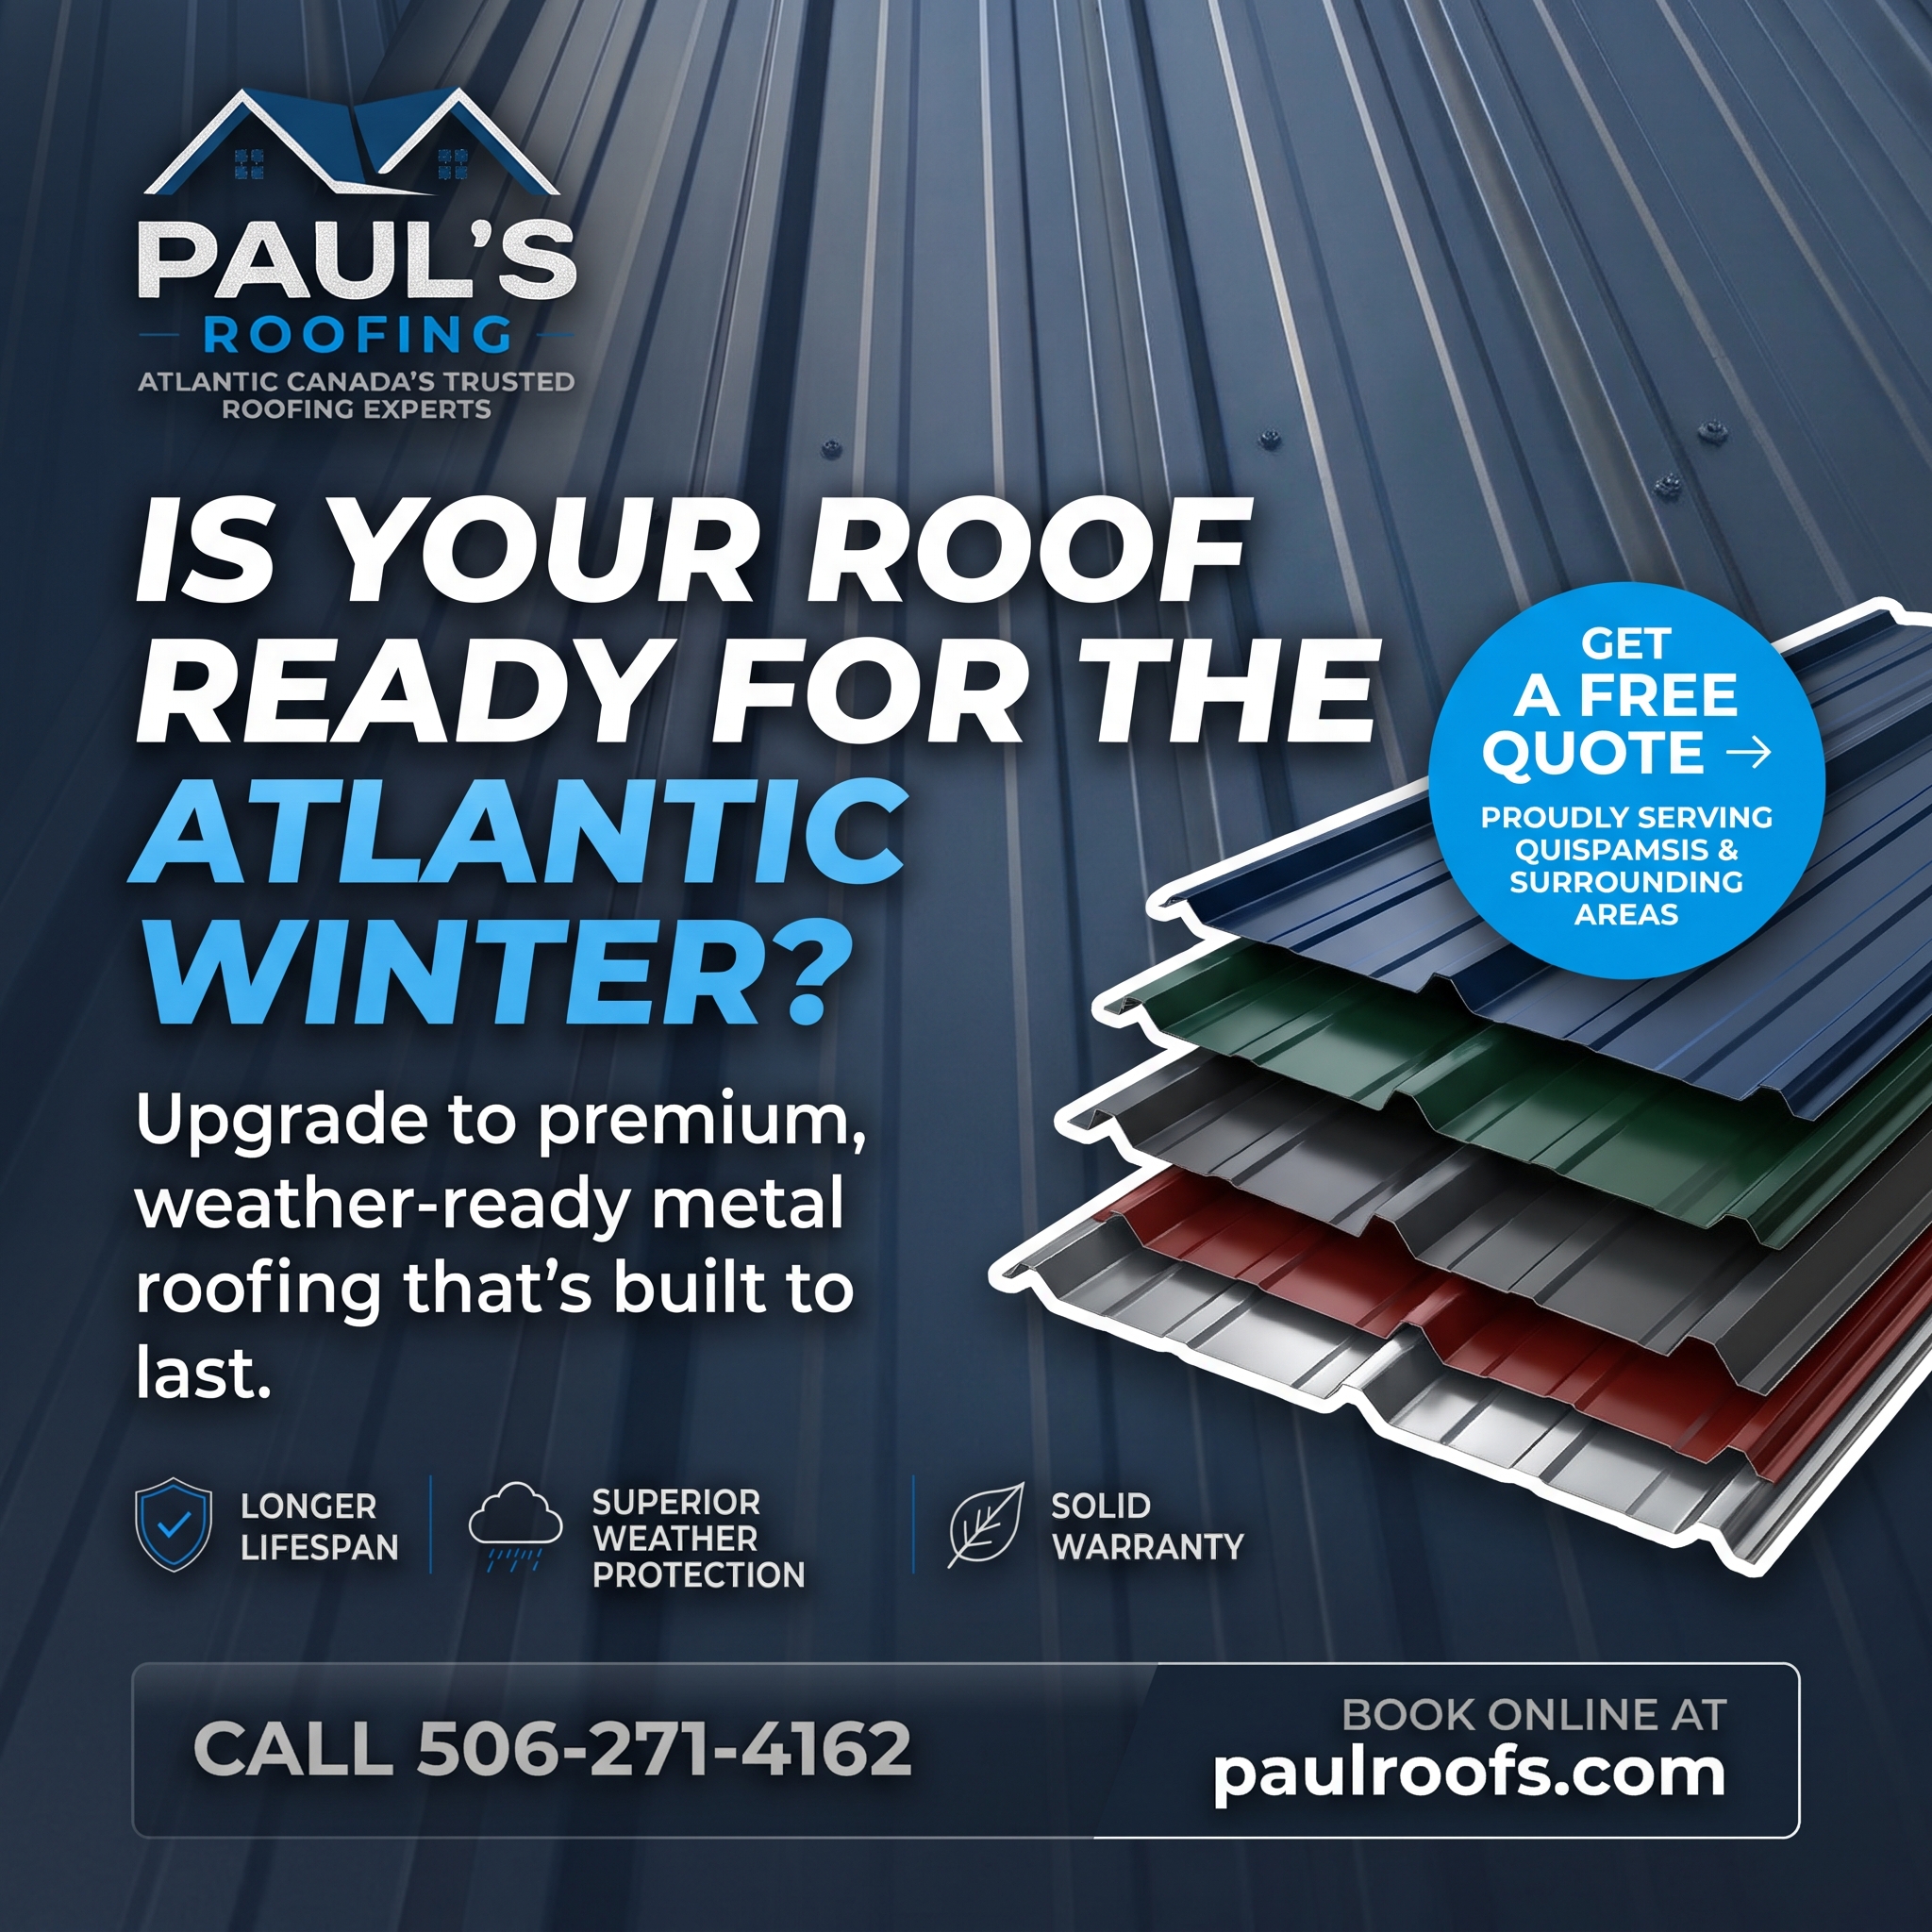 PAUL'S
ROOFING
ATLANTIC CANADA'S TRUSTED
ROOFING EXPERTS
IS YOUR ROOF
READY FOR THE
ATLANTIC
WINTER?
GET
A FREE
QUOTE →
PROUDLY SERVING
QUISPAMSIS &
SURROUNDING
AREAS
Upgrade to premium,
weather-ready metal
roofing that's built to
last.
LONGER
LIFESPAN
SUPERIOR
WEATHER
PROTECTION
SOLID
WARRANTY
CALL 506-271-4162
BOOK ONLINE AT
paulroofs.com